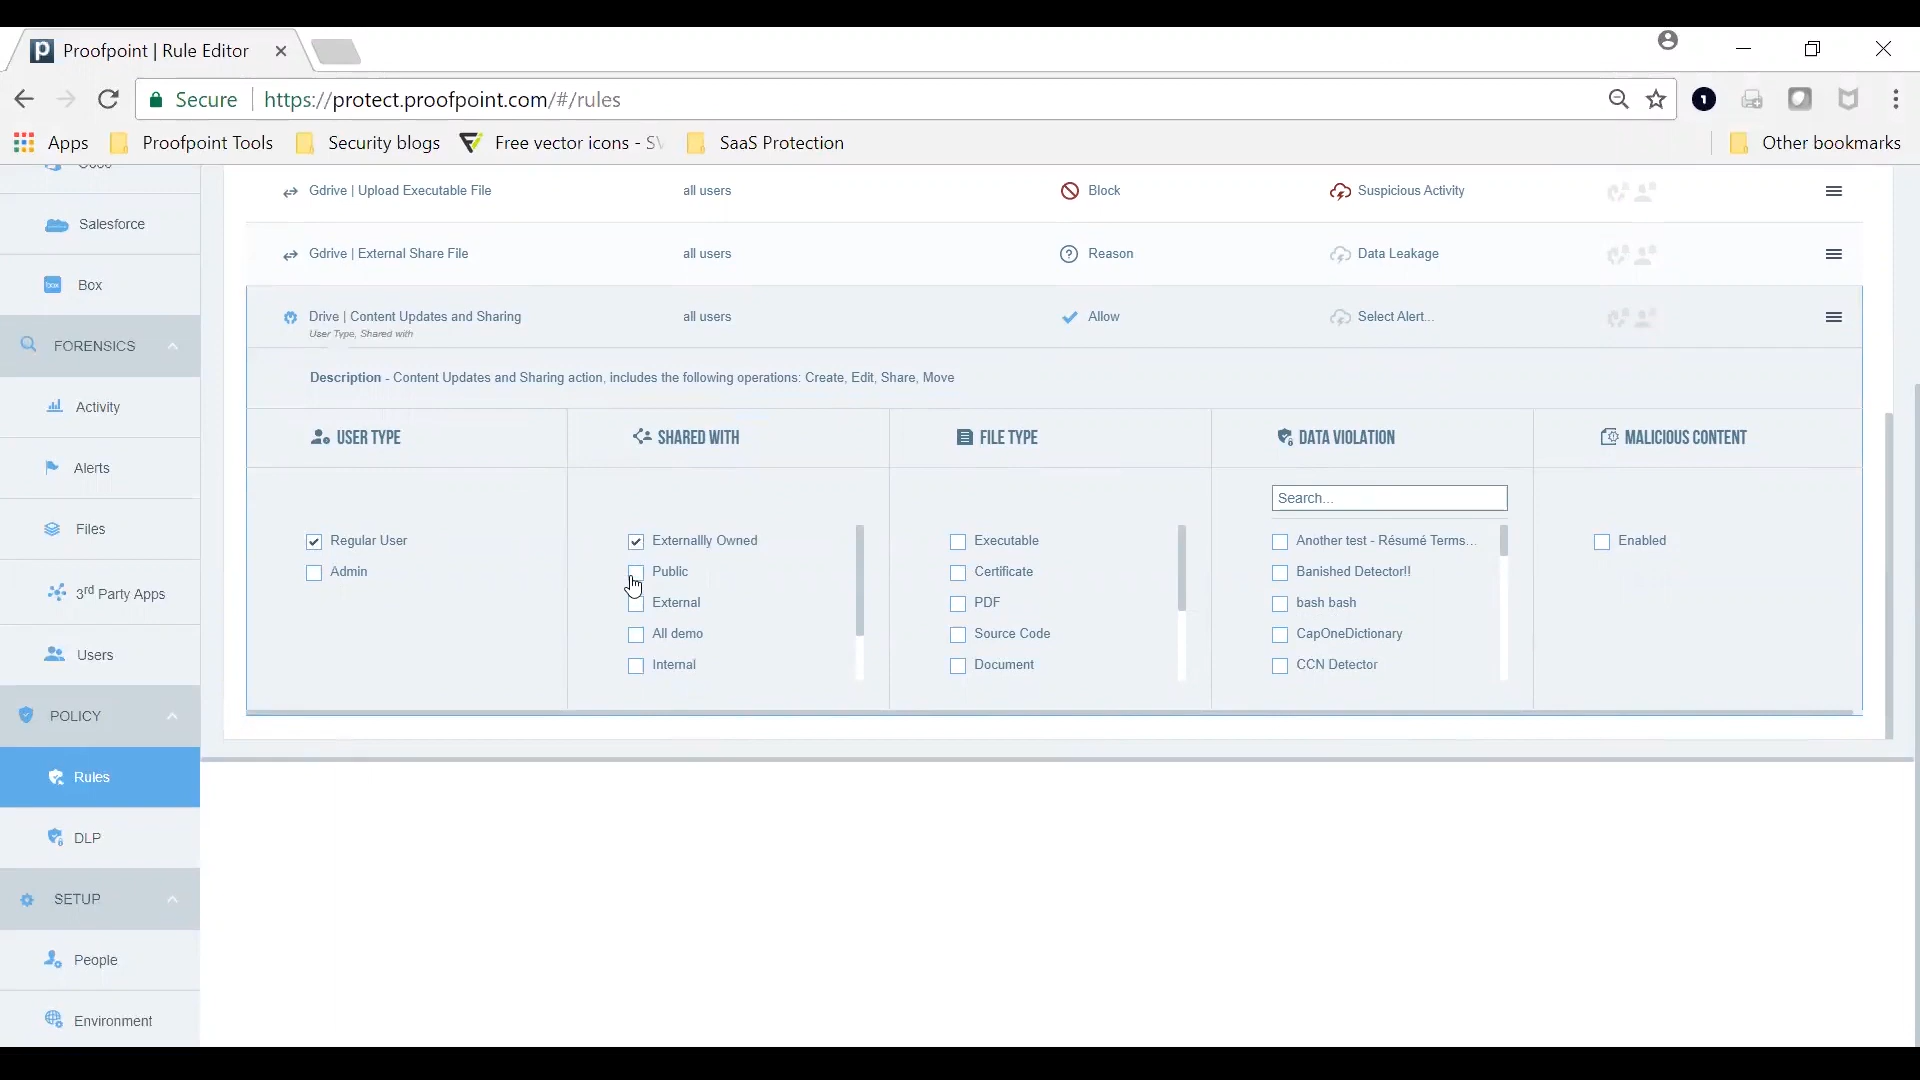 Proofpoint | Rule Editor
Secure https://protect.proofpoint.com/#/rules
Apps Proofpoint Tools Security blogs Free vector icons - SV SaaS Protection Other bookmarks
Gdrive | Upload Executable File all users Block Suspicious Activity
Salesforce
Gdrive | External Share File all users Reason Data Leakage
box Box
Drive | Content Updates and Sharing all users Allow Select Alert...
User Type, Shared with
FORENSICS
Description - Content Updates and Sharing action, includes the following operations: Create, Edit, Share, Move
Activity
USER TYPE SHARED WITH FILE TYPE DATA VIOLATION MALICIOUS CONTENT
Alerts
Search...
Files
Regular User Externallly Owned Executable Another test - Résumé Terms... Enabled
Admin Public Certificate Banished Detector!!
3rd Party Apps
External PDF bash bash
All demo Source Code CapOneDictionary
Users
Internal Document CCN Detector
POLICY
Rules
DLP
SETUP
People
Environment